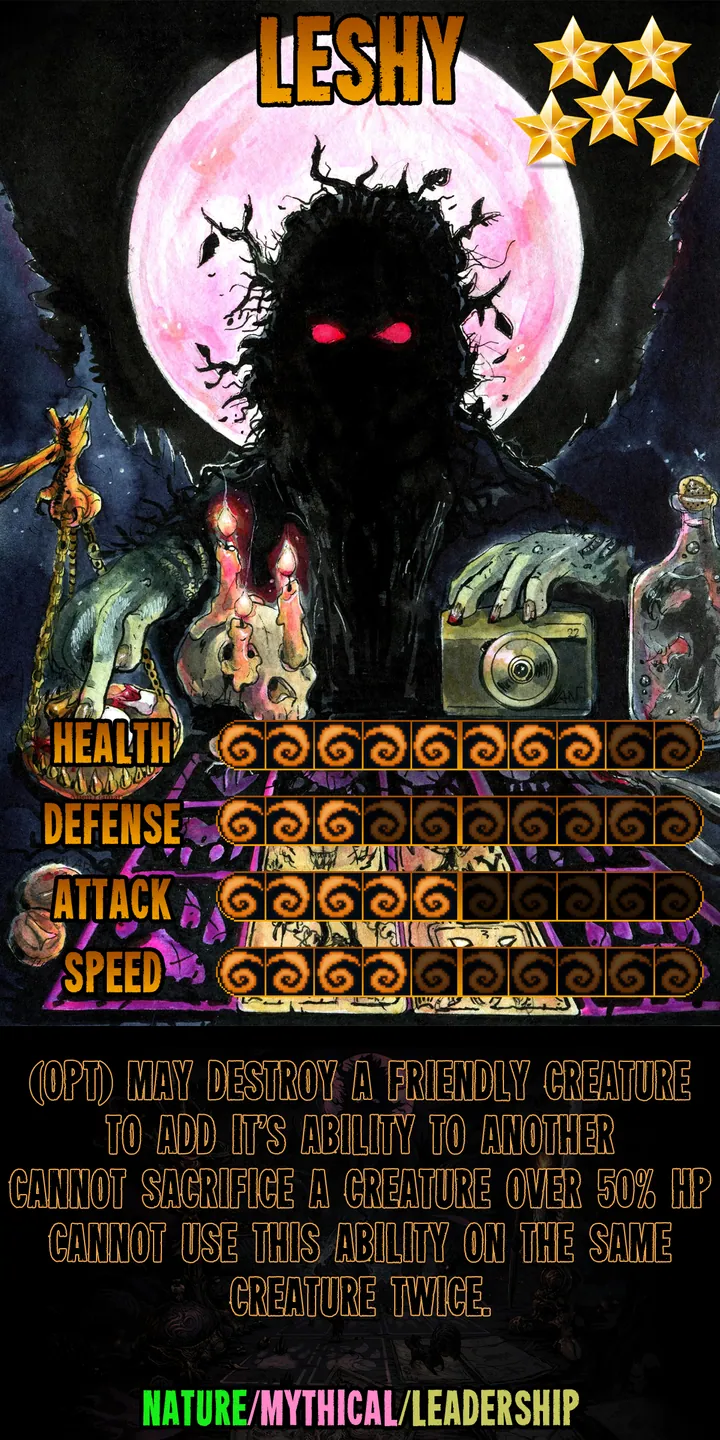 LESHY
22
HEALTH
DEFENSE
ATTACK
SPEED
(OPT) MAY DESTROY A FRIENDLY CREATURE
TO ADD IT'S ABILITY TO ANOTHER
CANNOT SACRIFICE A CREATURE OVER 50% HP
CANNOT USE THIS ABILITY ON THE SAME
CREATURE TWICE.
NATURE/MYTHICAL/LEADERSHIP